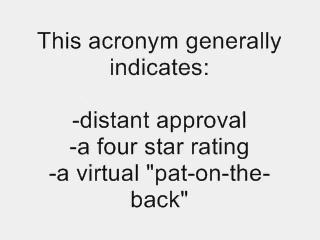 This acronym generally
indicates:
-distant approval
-a four star rating
-a virtual "pat-on-the-
back"